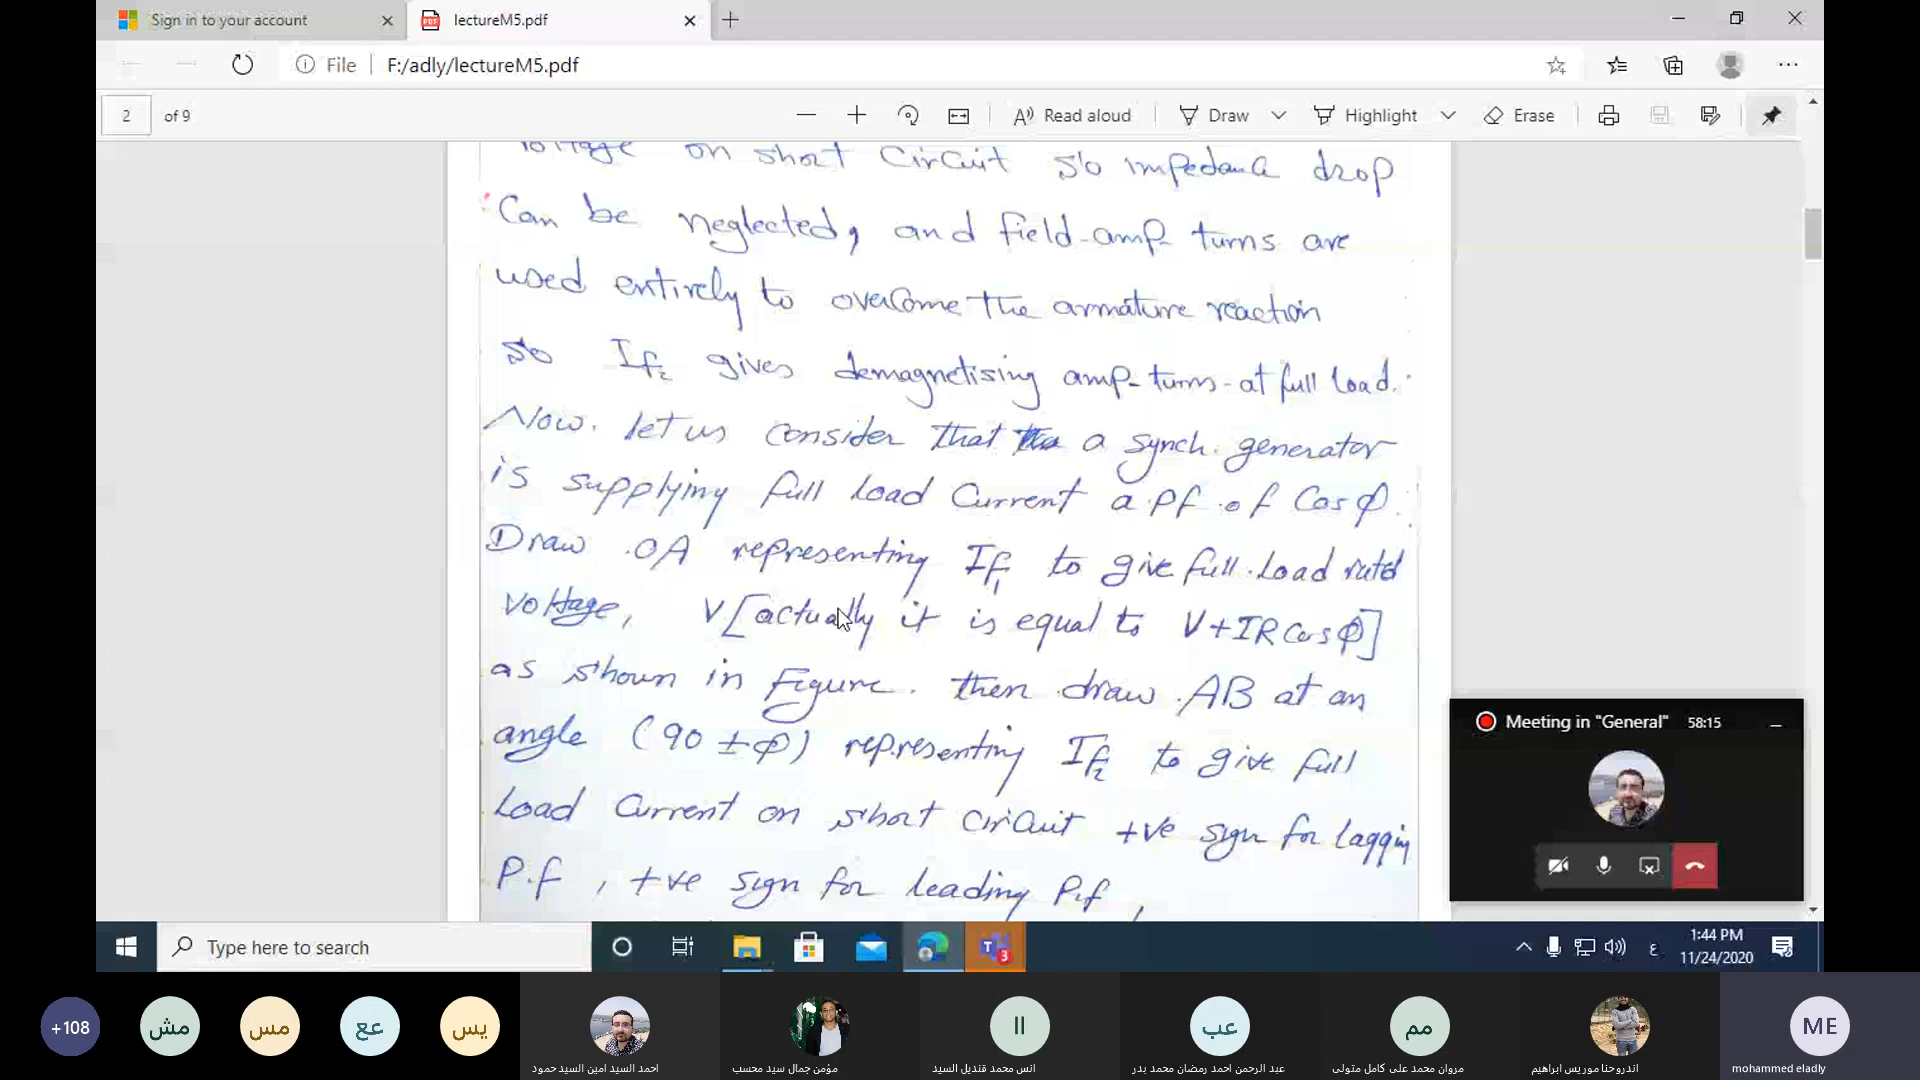 Sign in to your account
lectureM5.pdf
File F:/adly/lectureM5.pdf
2 of 9
Read aloud
Draw
Highlight
Erase
voltage on short Circuit so impedance drop
Can be neglected, and field-amp- turns are
used entirely to overcome the armature reaction
so If₂ gives demagnetising amp-turns-at full load.
Now. let us consider that a synch. generator
is supplying full load Current a Pf. of Cos φ.
Draw OA representing If₁ to give full.Load rated
voltage, V[actually it is equal to V+IR Cos φ]
as shown in Figure. then draw AB at an
angle (90 ± φ) representing If₂ to give full
Load Current on short CirCuit +ve sign for lagging
P.f , +ve sign for leading P.f ,
Meeting in "General" 58:15
Type here to search
3
ع
1:44 PM
11/24/2020
+108
مش
مس
عع
يس
II
عب
مم
ME
احمد السيد امين السيد حمود
مؤمن جمال سيد محسب
انس محمد قنديل السيد
عبد الرحمن احمد رمضان محمد بدر
مروان محمد على كامل متولى
اندروحنا موريس ابراهيم
mohammed eladly